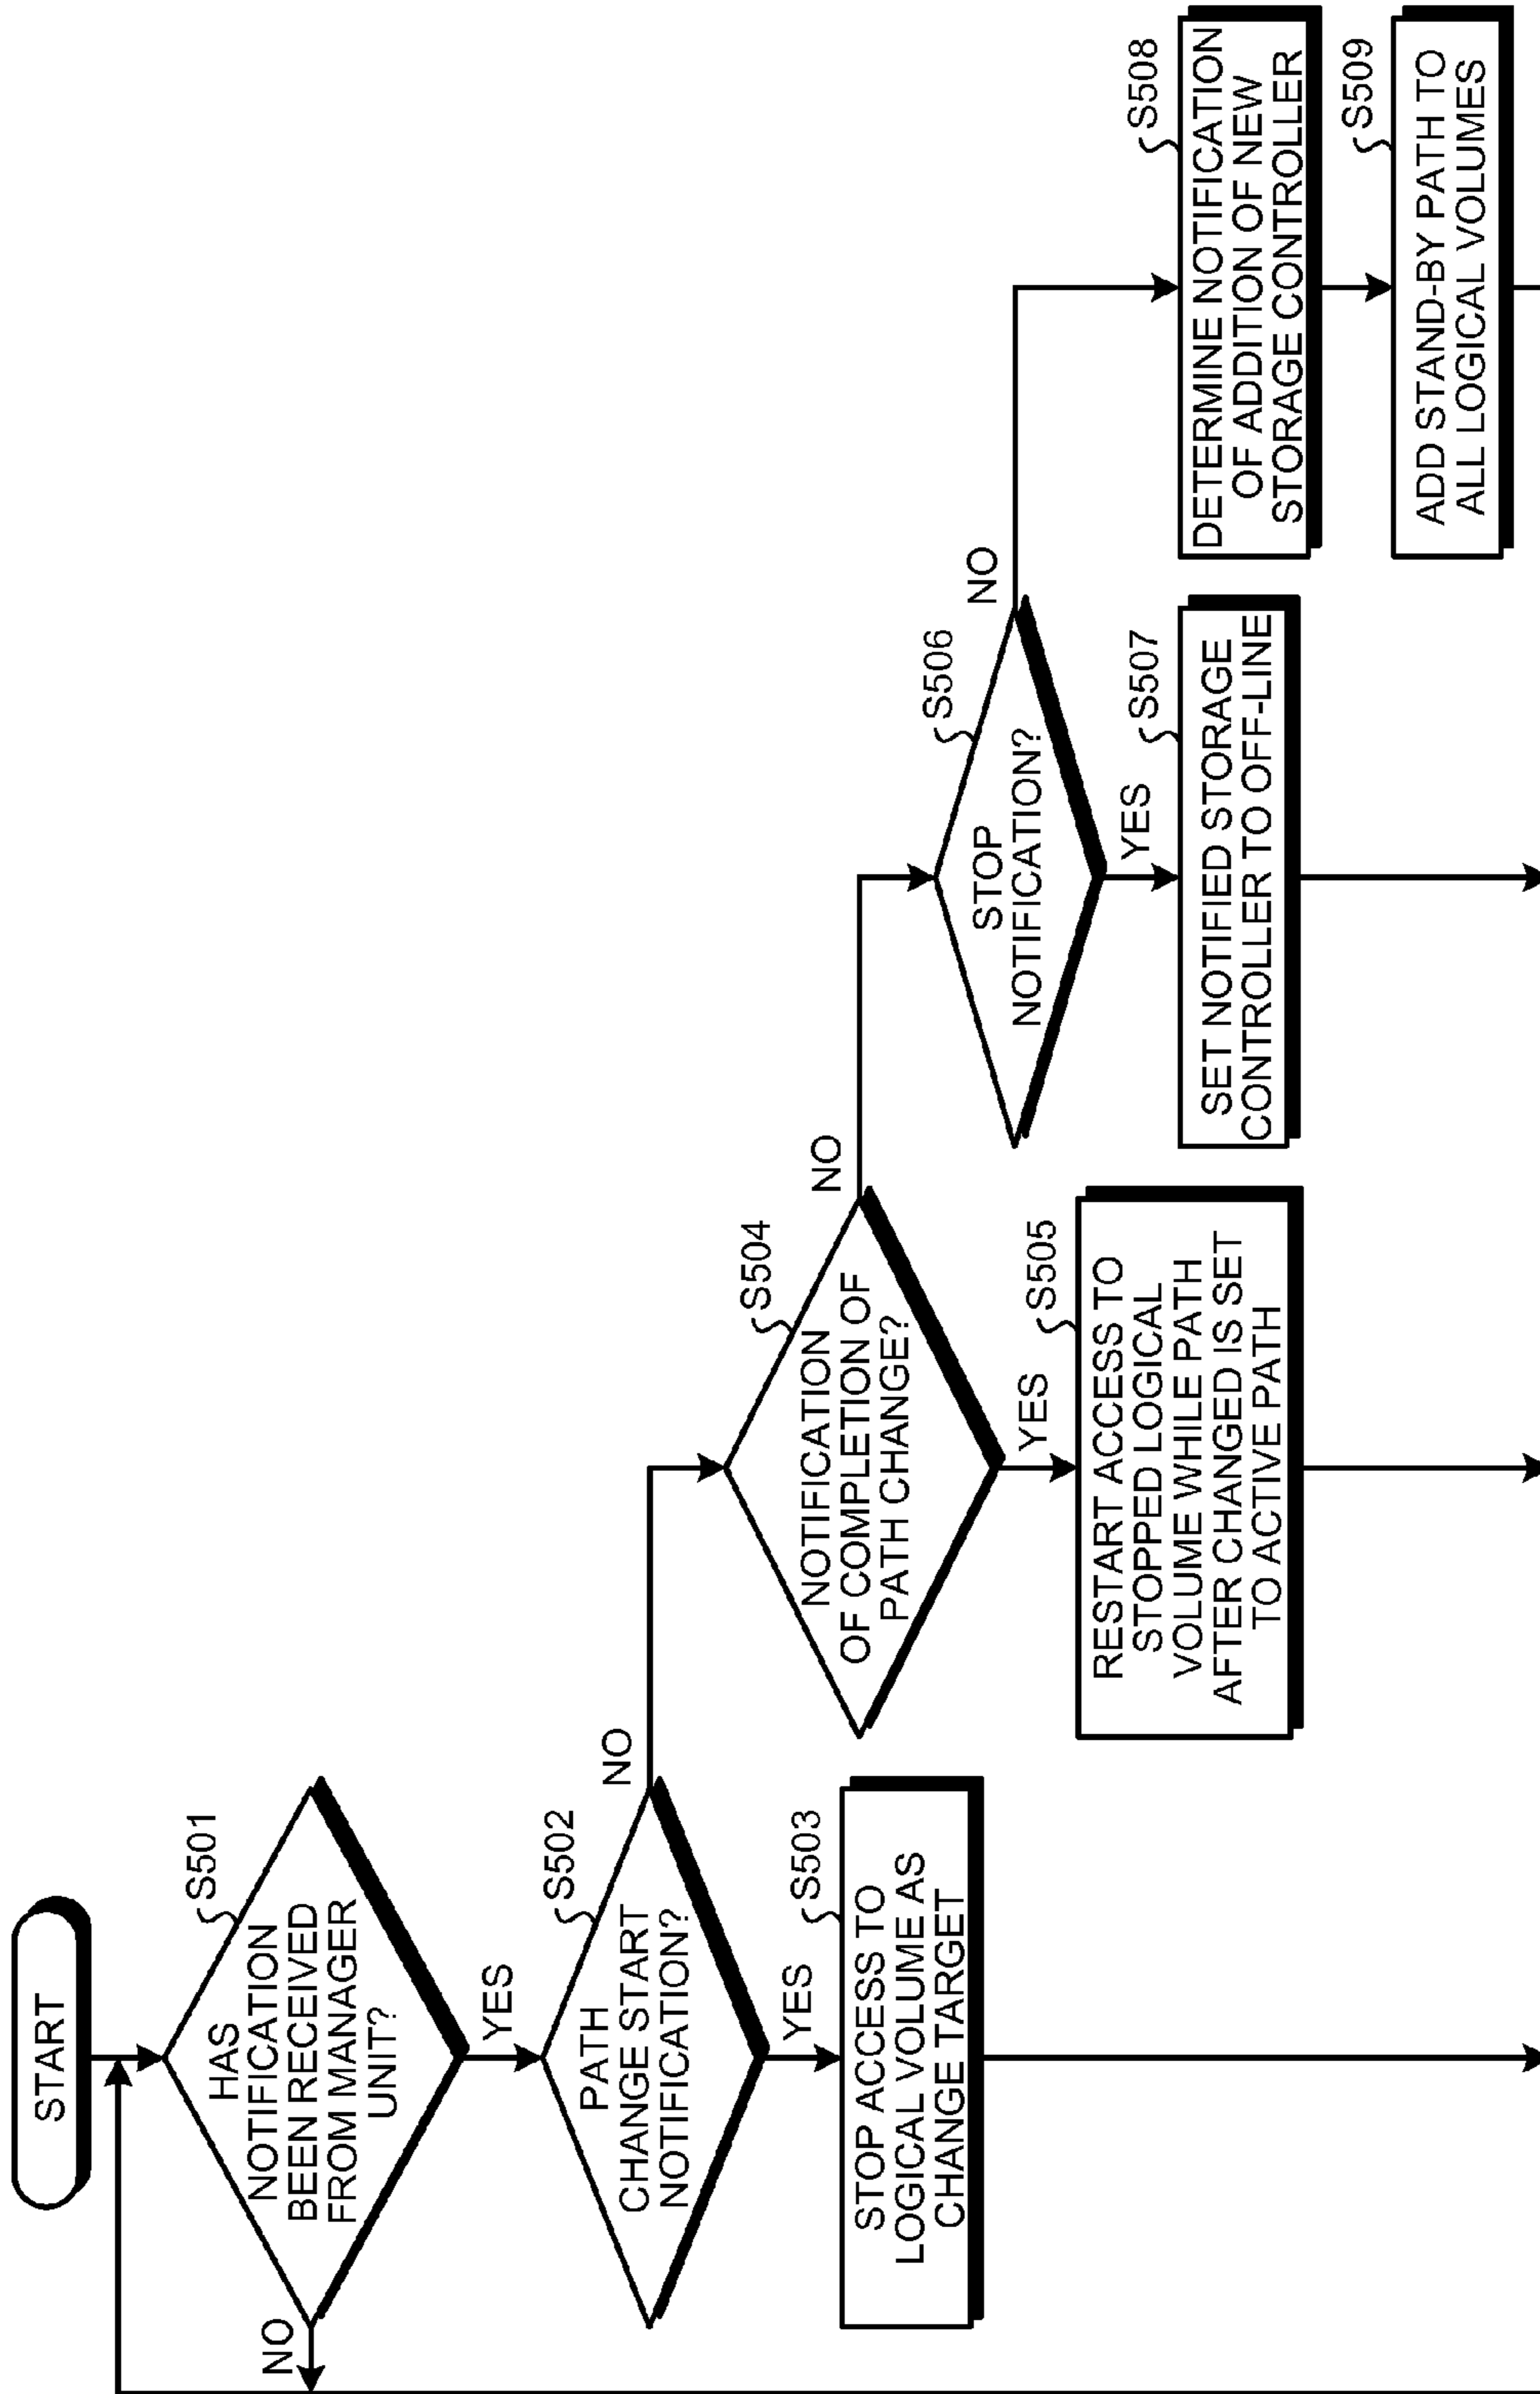 START
S501
HAS
NOTIFICATION
BEEN RECEIVED
FROM MANAGER
UNIT?
NO
YES
S502
PATH
CHANGE START
NOTIFICATION?
NO
YES
S503
STOP ACCESS TO
LOGICAL VOLUME AS
CHANGE TARGET
S504
NOTIFICATION
OF COMPLETION OF
PATH CHANGE?
NO
YES
S505
RESTART ACCESS TO
STOPPED LOGICAL
VOLUME WHILE PATH
AFTER CHANGED IS SET
TO ACTIVE PATH
S506
STOP
NOTIFICATION?
NO
YES
S507
SET NOTIFIED STORAGE
CONTROLLER TO OFF-LINE
S508
DETERMINE NOTIFICATION
OF ADDITION OF NEW
STORAGE CONTROLLER
S509
ADD STAND-BY PATH TO
ALL LOGICAL VOLUMES